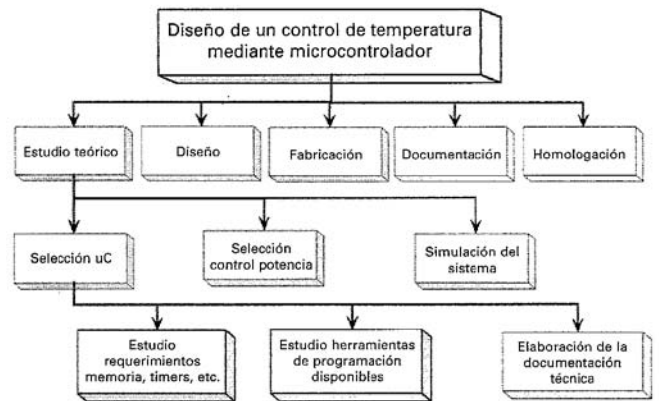 Diseño de un control de temperatura
mediante microcontrolador
Estudio teórico
Diseño
Fabricación
Documentación
Homologación
Selección uC
Selección
control potencia
Simulación del
sistema
Estudio
requerimientos
memoria, timers, etc.
Estudio herramientas
de programación
disponibles
Elaboración de la
documentación
técnica